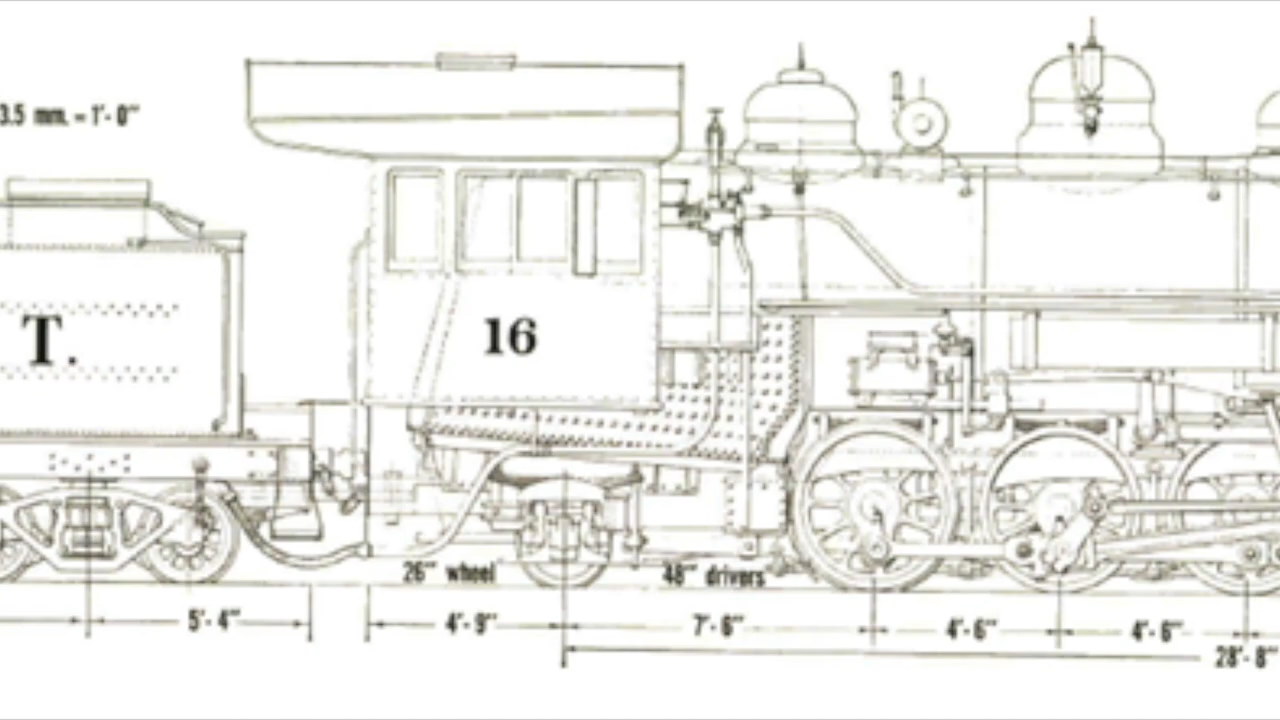 3.5 mm. = 1'- 0"
T.
16
26" wheel
48" drivers
5'- 4"
4'- 9"
7'- 6"
4'- 6"
4'- 6"
28'- 8"